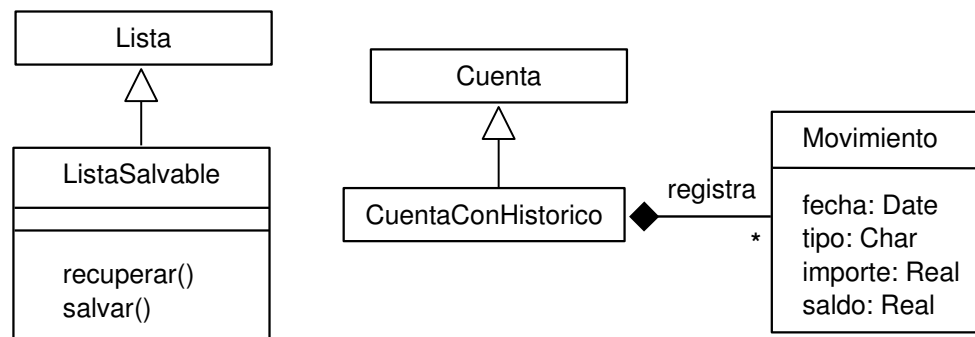 Lista
ListaSalvable
recuperar()
salvar()
Cuenta
CuentaConHistorico
registra
*
Movimiento
fecha: Date
tipo: Char
importe: Real
saldo: Real